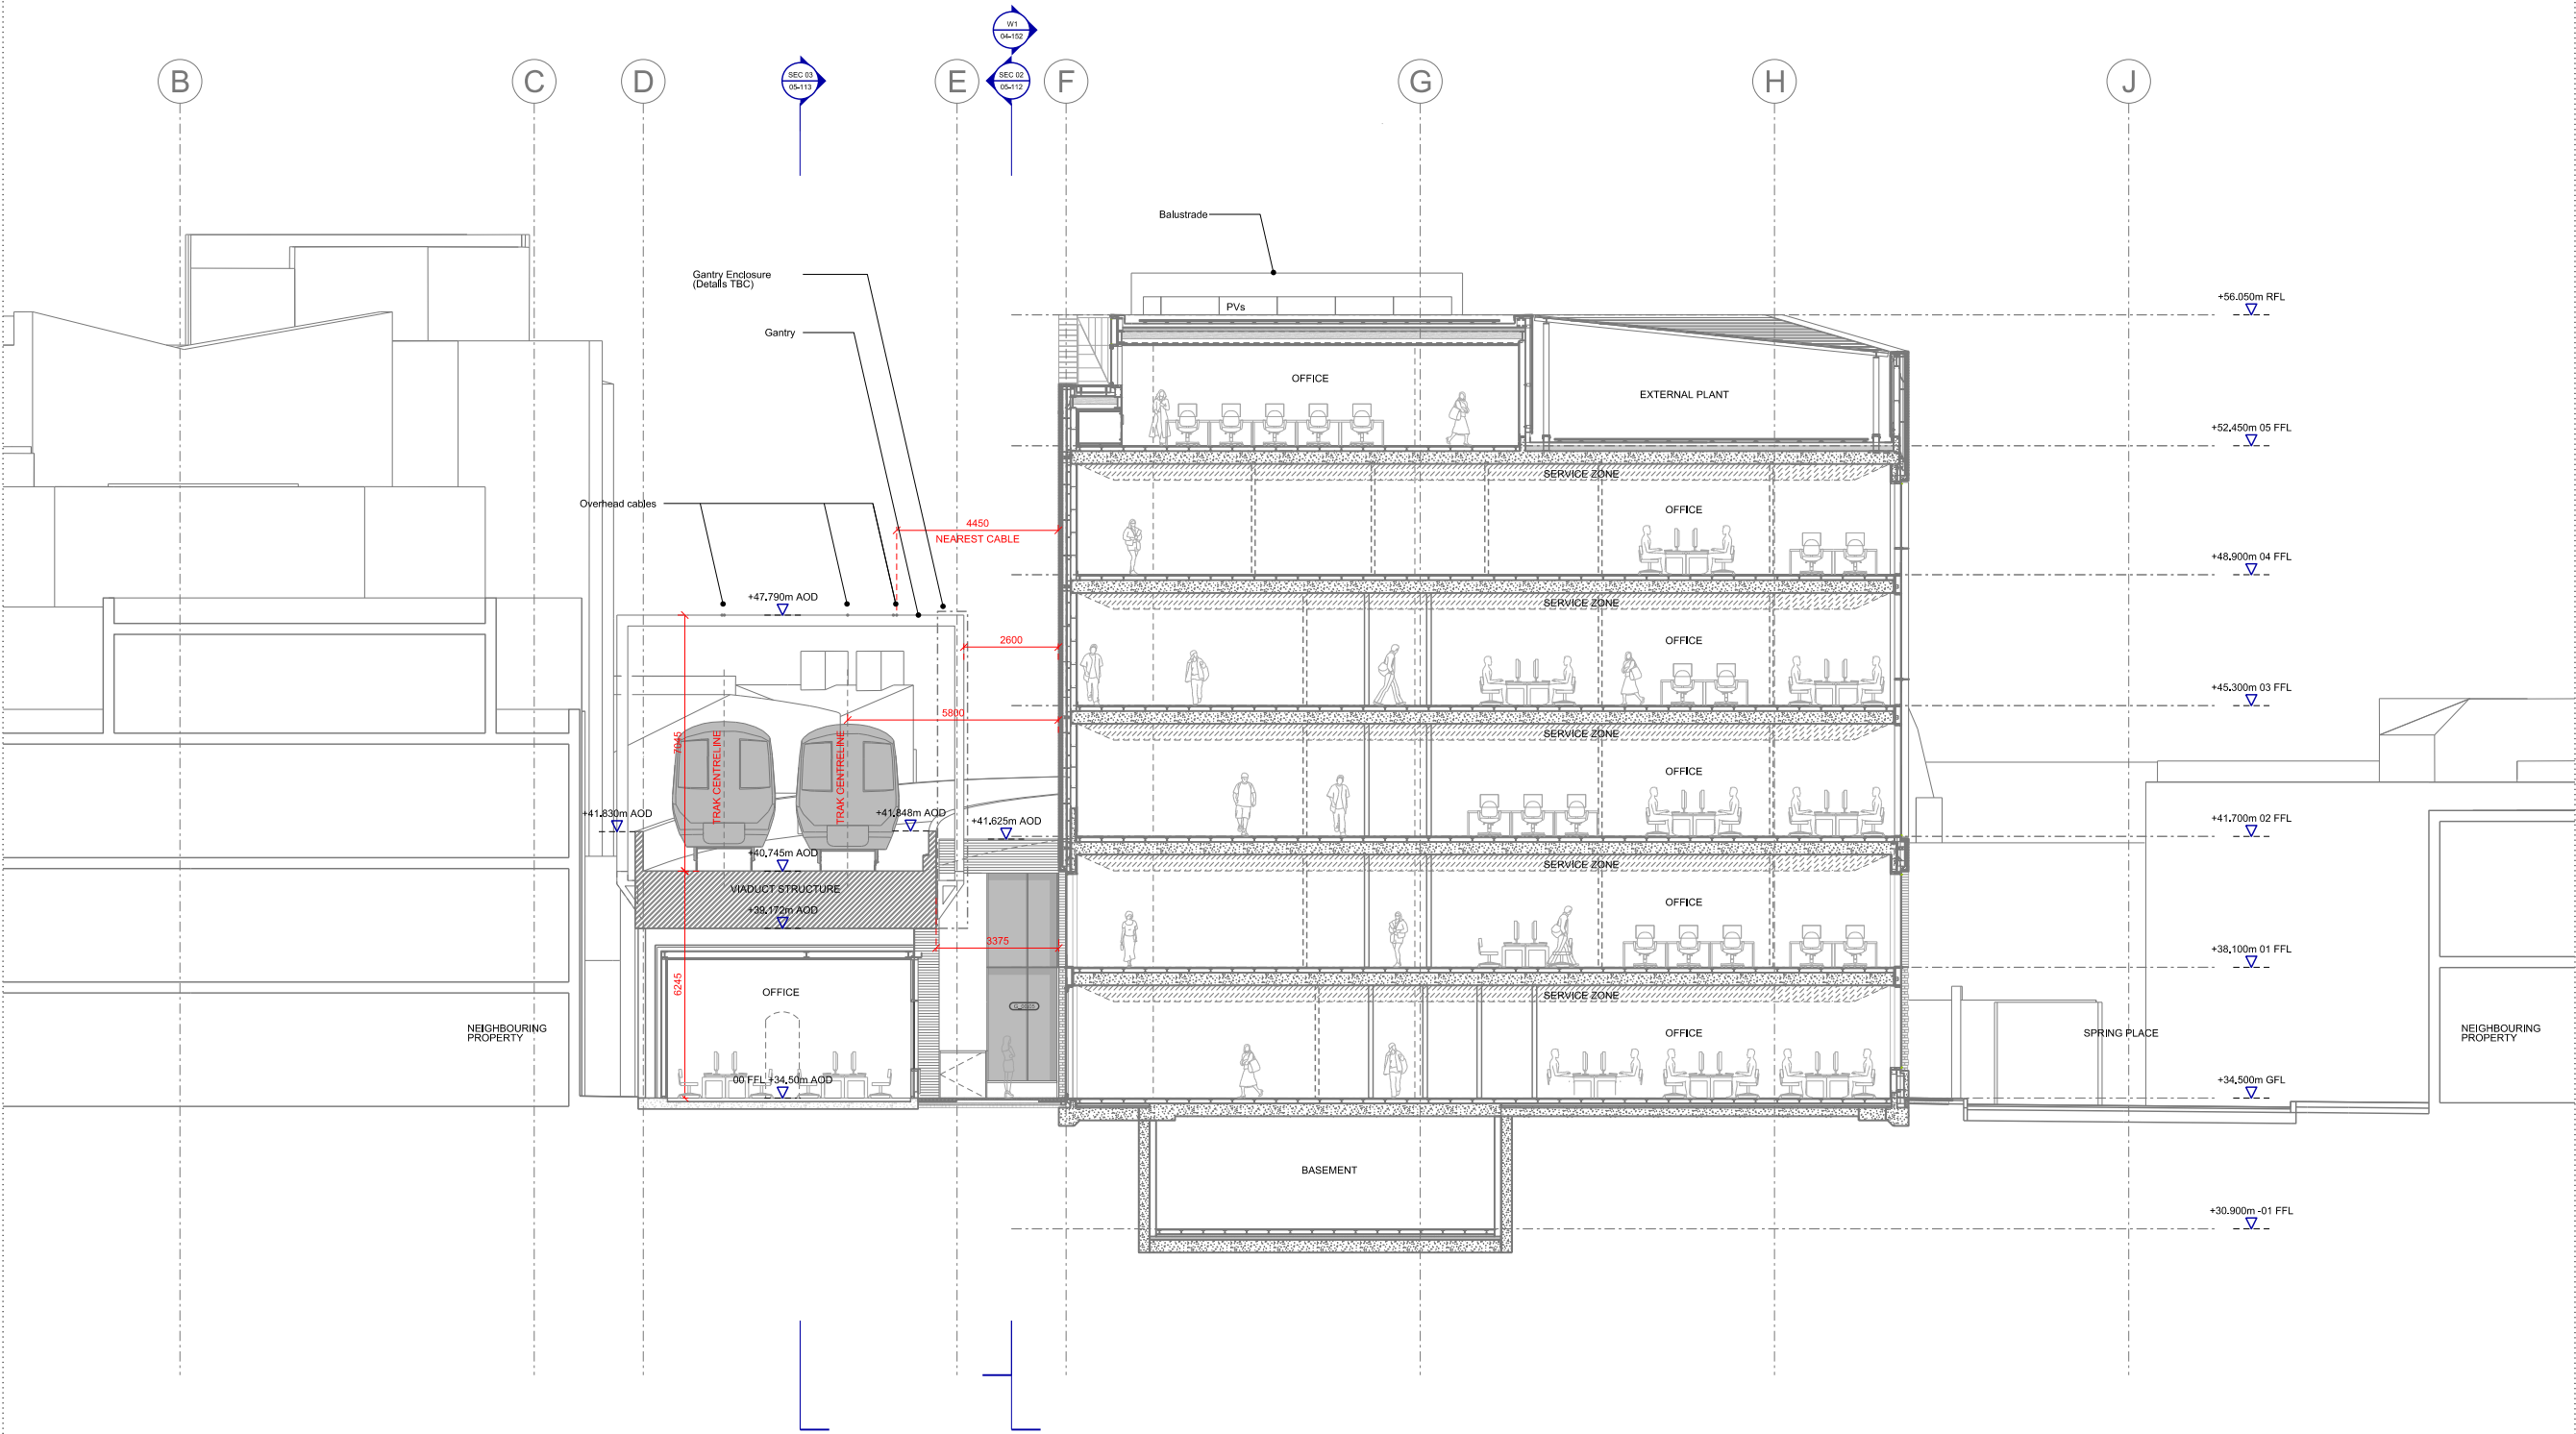 W1
04-152
B
C
D
SEC 03
05-113
E
SEC 02
05-112
F
G
H
J
Balustrade
Gantry Enclosure
(Details TBC)
Gantry
PVs
+56.050m RFL
OFFICE
EXTERNAL PLANT
+52.450m 05 FFL
SERVICE ZONE
Overhead cables
OFFICE
4450
NEAREST CABLE
+48.900m 04 FFL
+47.790m AOD
SERVICE ZONE
2600
OFFICE
+45.300m 03 FFL
5800
7045
TRAK CENTRELINE
TRAK CENTRELINE
SERVICE ZONE
OFFICE
+41.830m AOD
+41.848m AOD
+41.625m AOD
+41.700m 02 FFL
+40.745m AOD
SERVICE ZONE
VIADUCT STRUCTURE
+39.172m AOD
OFFICE
3375
+38.100m 01 FFL
6245
OFFICE
SERVICE ZONE
NEIGHBOURING
PROPERTY
OFFICE
SPRING PLACE
NEIGHBOURING
PROPERTY
00 FFL +34.50m AOD
+34.500m GFL
BASEMENT
+30.900m -01 FFL